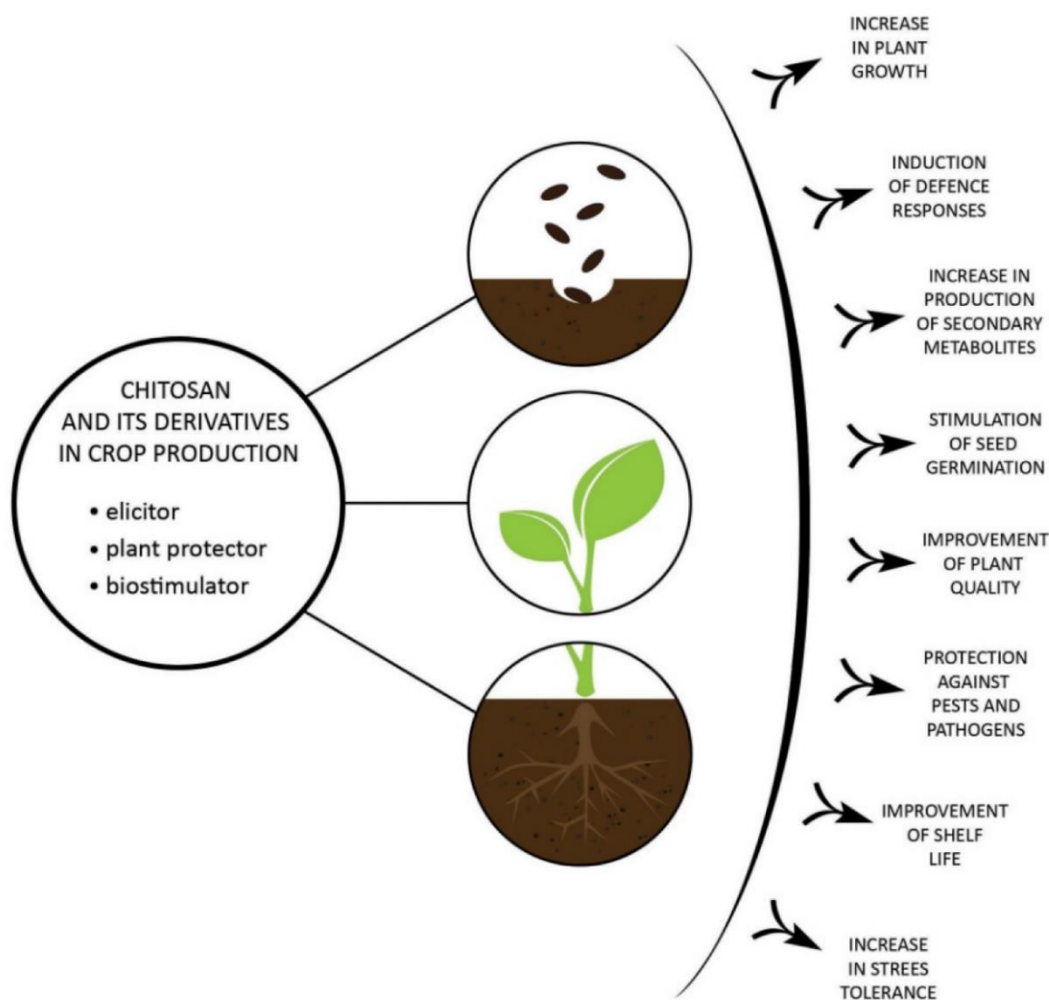 CHITOSAN
AND ITS DERIVATIVES
IN CROP PRODUCTION
• elicitor
• plant protector
• biostimulator
INCREASE
IN PLANT
GROWTH
INDUCTION
OF DEFENCE
RESPONSES
INCREASE IN
PRODUCTION
OF SECONDARY
METABOLITES
STIMULATION
OF SEED
GERMINATION
IMPROVEMENT
OF PLANT
QUALITY
PROTECTION
AGAINST
PESTS AND
PATHOGENS
IMPROVEMENT
OF SHELF
LIFE
INCREASE
IN STREES
TOLERANCE